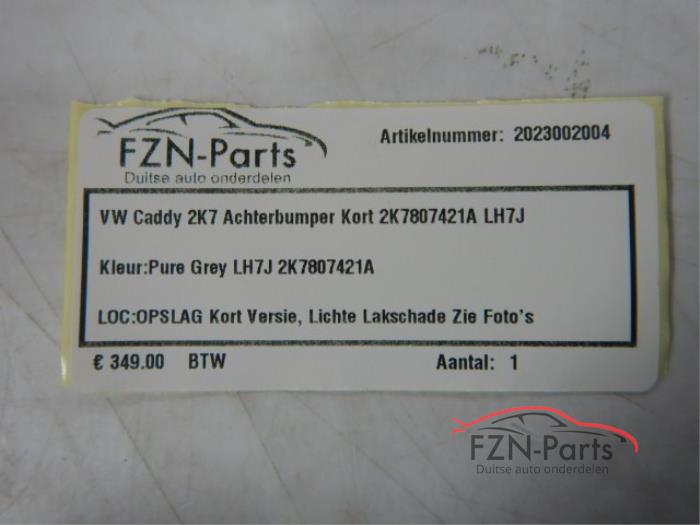 FZN-Parts
Duitse auto onderdelen
Artikelnummer: 2023002004
VW Caddy 2K7 Achterbumper Kort 2K7807421A LH7J
Kleur:Pure Grey LH7J 2K7807421A
LOC:OPSLAG Kort Versie, Lichte Lakschade Zie Foto's
€ 349.00 BTW Aantal: 1
FZN-Parts
Duitse auto onderdelen